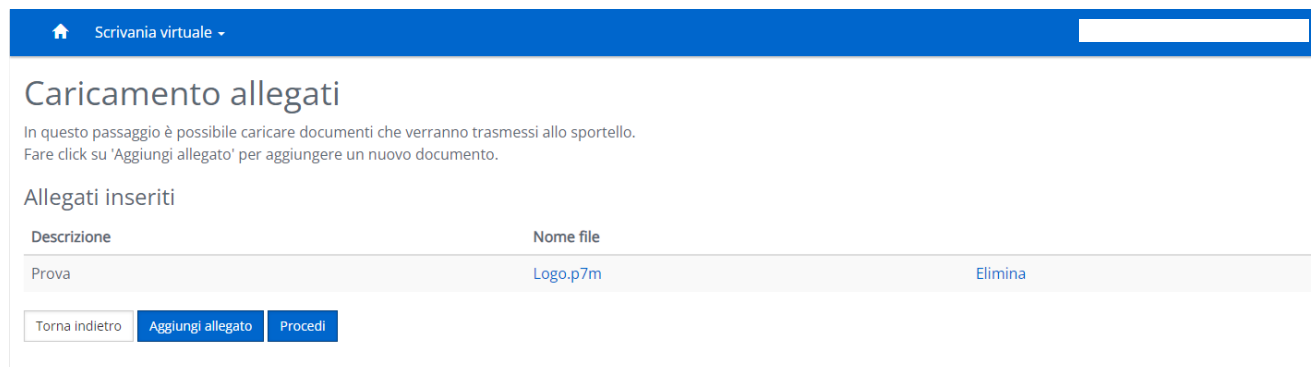 Scrivania virtuale
Caricamento allegati
In questo passaggio è possibile caricare documenti che verranno trasmessi allo sportello.
Fare click su 'Aggiungi allegato' per aggiungere un nuovo documento.
Allegati inseriti
Descrizione Nome file
Prova Logo.p7m Elimina
Torna indietro Aggiungi allegato Procedi